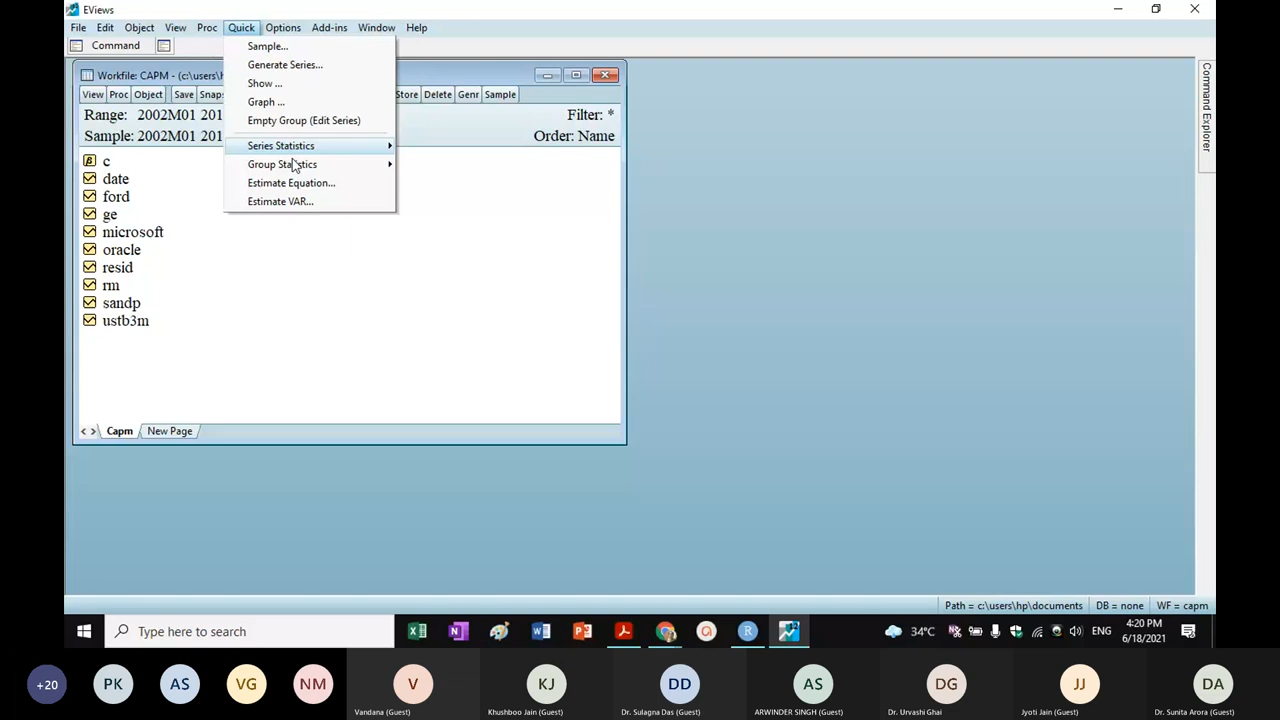 EViews
File Edit Object View Proc Quick Options Add-ins Window Help
Command
Sample...
Generate Series...
Show ...
Graph ...
Empty Group (Edit Series)
Series Statistics
Group Statistics
Estimate Equation...
Estimate VAR...
Workfile: CAPM - (c:\users\h
View Proc Object Save Snaps Store Delete Genr Sample
Range: 2002M01 201 Filter: *
Sample: 2002M01 201 Order: Name
β c
date
ford
ge
microsoft
oracle
resid
rm
sandp
ustb3m
< > Capm New Page
Command Explorer
Path = c:\users\hp\documents DB = none WF = capm
Type here to search
34°C ENG 4:20 PM
6/18/2021
+20 PK AS VG NM V KJ DD AS DG JJ DA
Vandana (Guest) Khushboo Jain (Guest) Dr. Sulagna Das (Guest) ARWINDER SINGH (Guest) Dr. Urvashi Ghai Jyoti Jain (Guest) Dr. Sunita Arora (Guest)